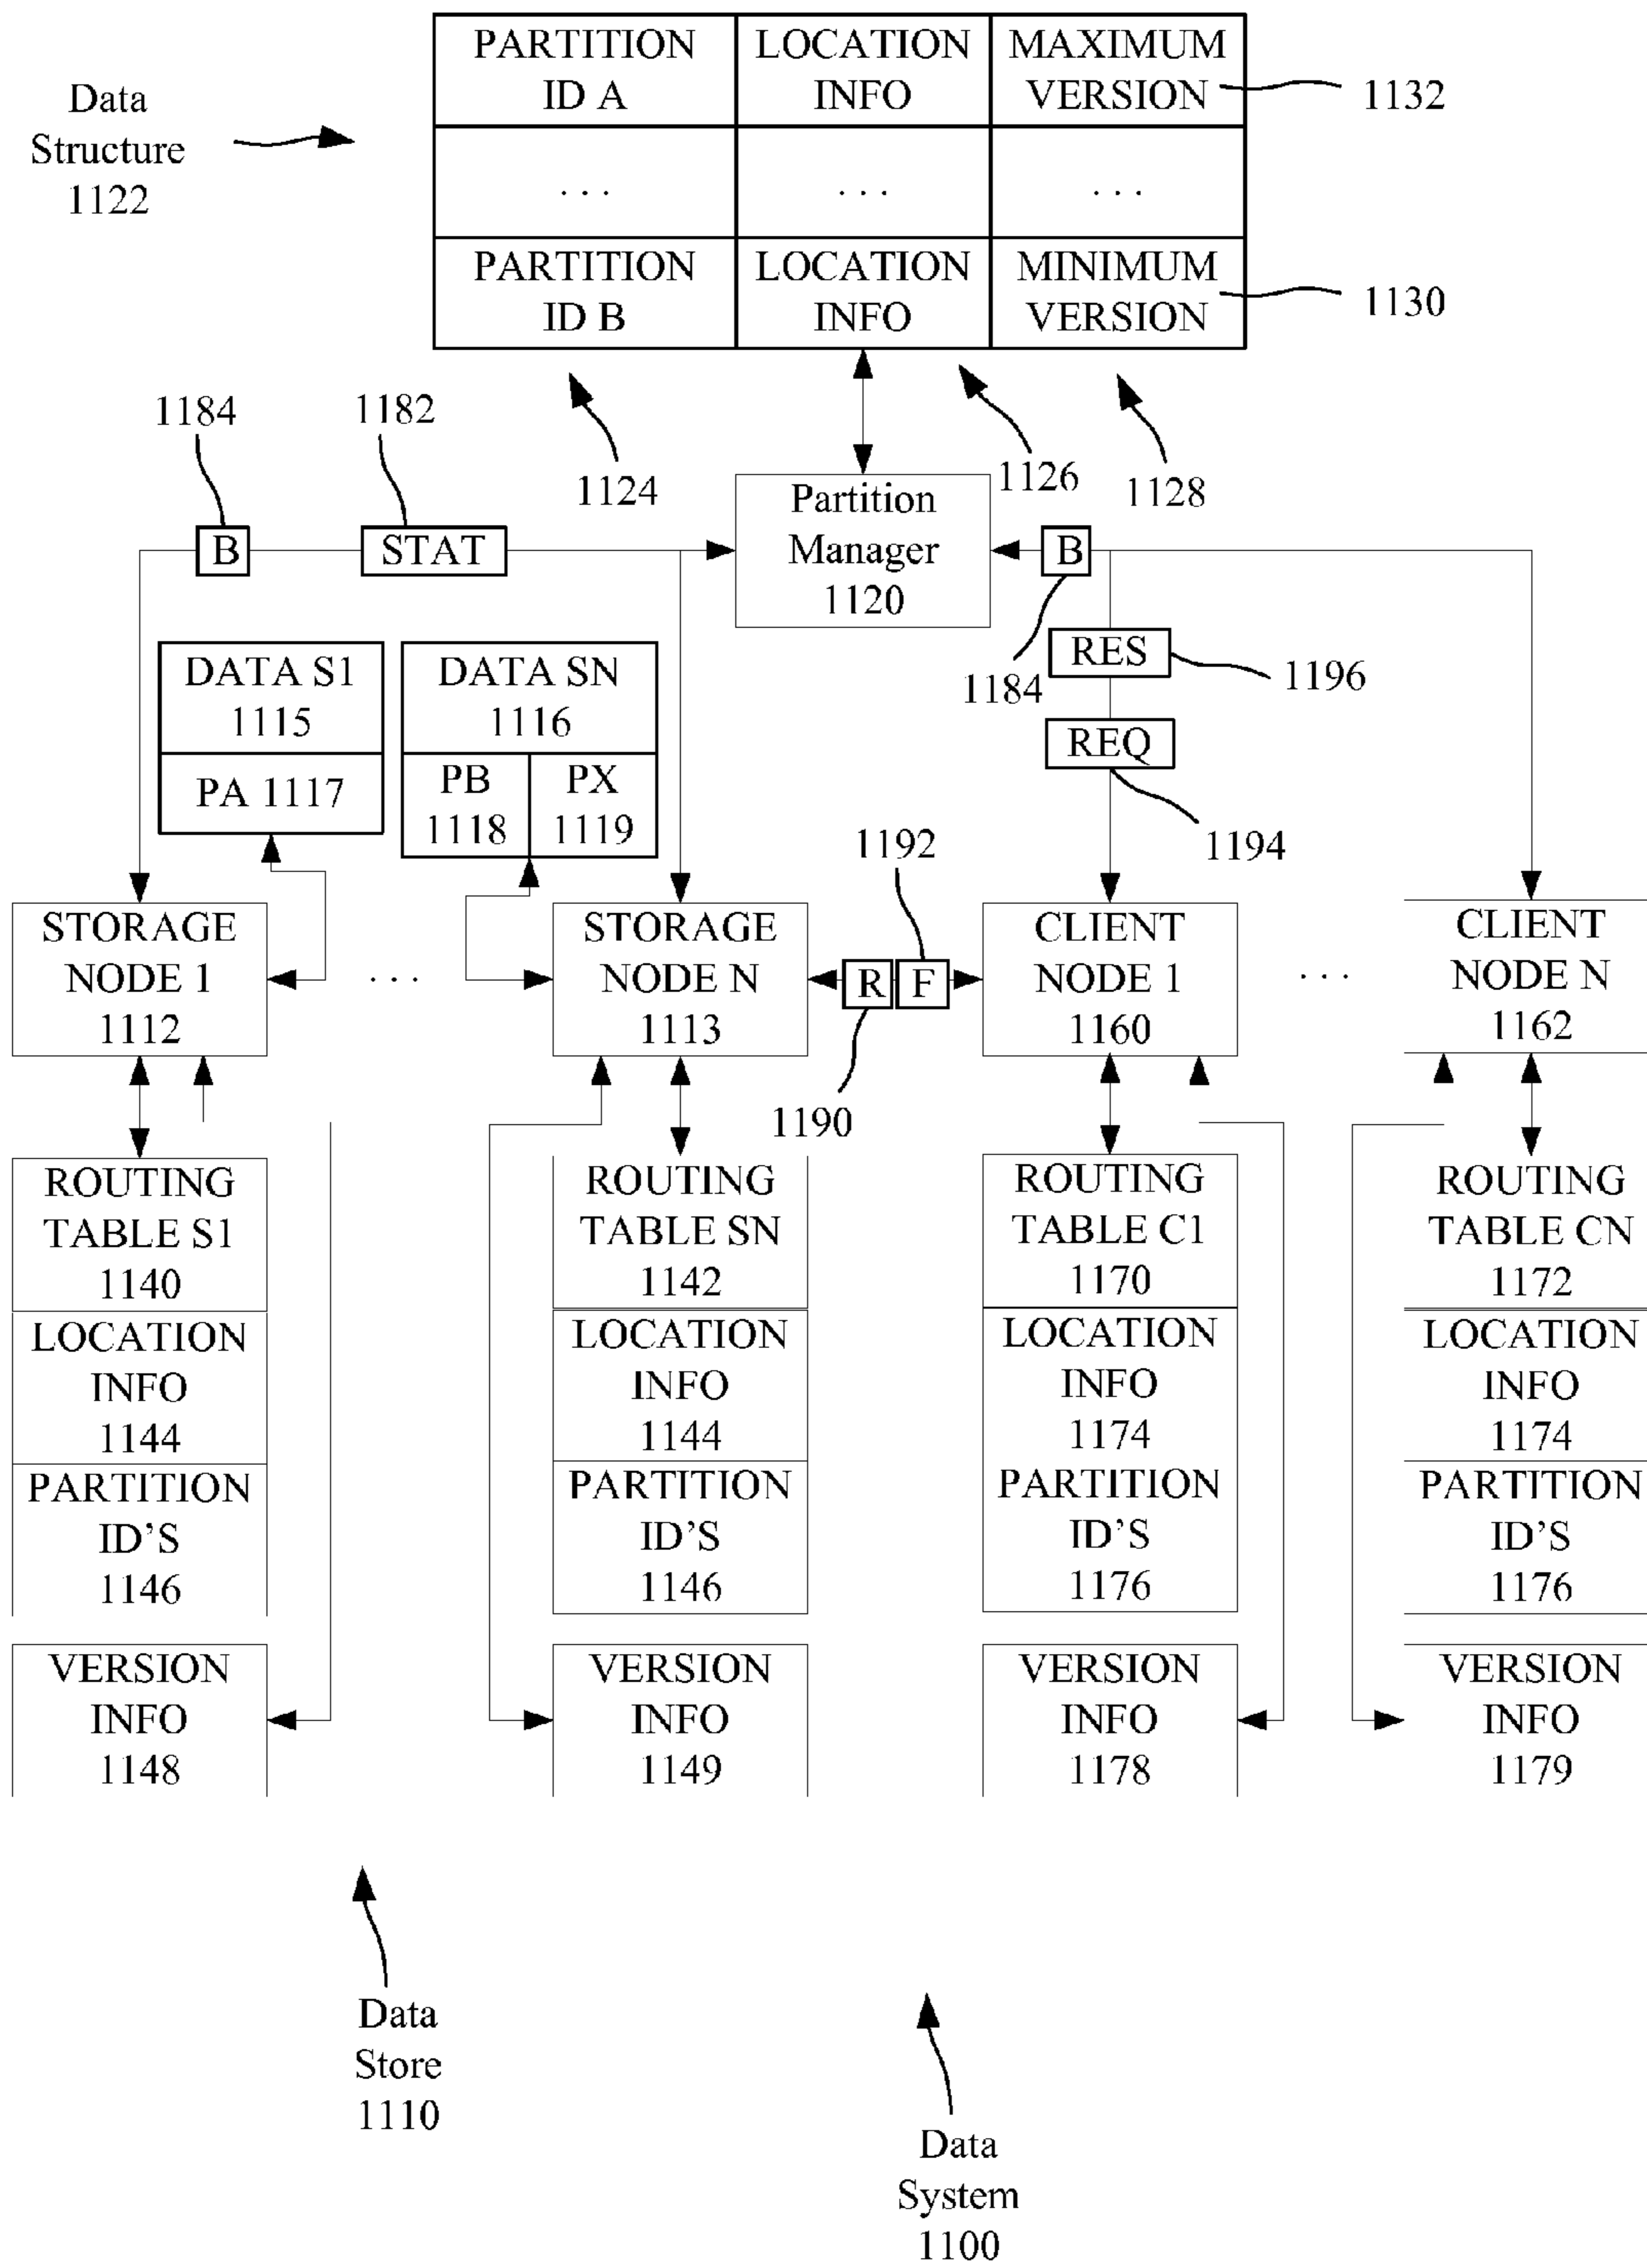 PARTITION
ID A
LOCATION
INFO
MAXIMUM
VERSION
1132
Data
Structure
1122
. . .
. . .
. . .
PARTITION
ID B
LOCATION
INFO
MINIMUM
VERSION
1130
1184
1182
1124
1126
1128
B
STAT
Partition
Manager
1120
B
1184
RES
1196
REQ
1194
DATA S1
1115
PA 1117
DATA SN
1116
PB
1118
PX
1119
1192
STORAGE
NODE 1
1112
. . .
STORAGE
NODE N
1113
R
F
1190
CLIENT
NODE 1
1160
. . .
CLIENT
NODE N
1162
ROUTING
TABLE S1
1140
LOCATION
INFO
1144
PARTITION
ID’S
1146
VERSION
INFO
1148
ROUTING
TABLE SN
1142
LOCATION
INFO
1144
PARTITION
ID’S
1146
VERSION
INFO
1149
ROUTING
TABLE C1
1170
LOCATION
INFO
1174
PARTITION
ID’S
1176
VERSION
INFO
1178
ROUTING
TABLE CN
1172
LOCATION
INFO
1174
PARTITION
ID’S
1176
VERSION
INFO
1179
Data
Store
1110
Data
System
1100